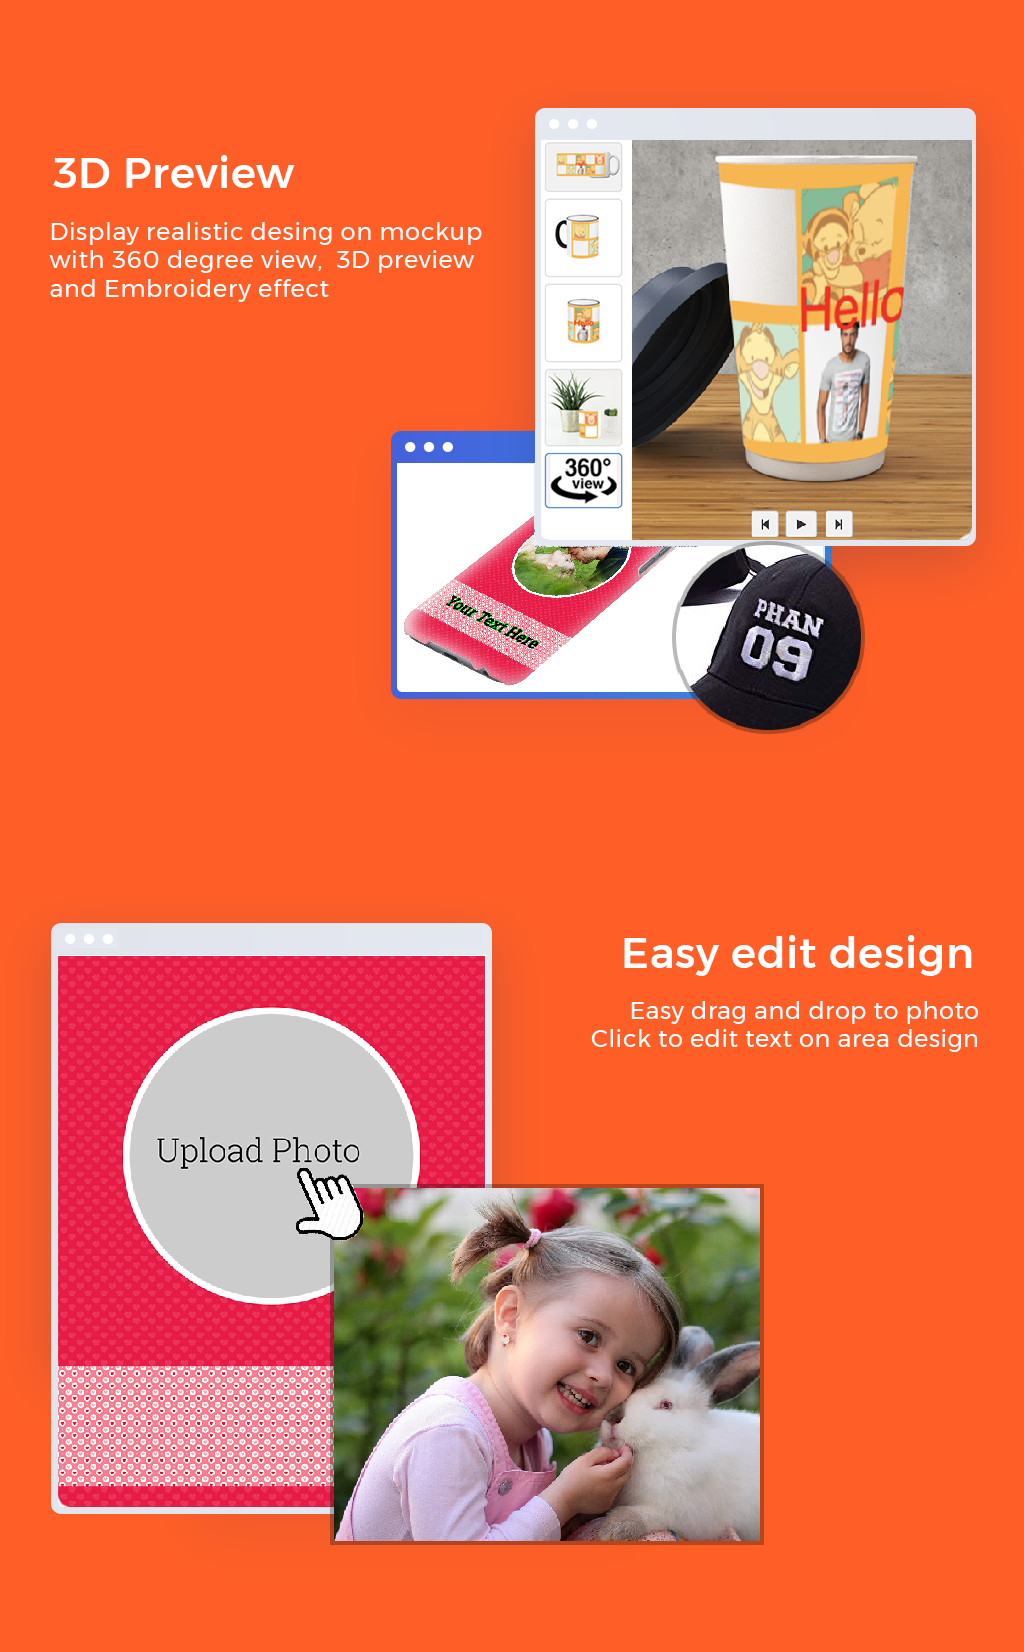 3D Preview
Display realistic desing on mockup
with 360 degree view, 3D preview
and Embroidery effect
Hello
Hello
360°
view
Your Text Here
PHAN
09
Easy edit design
Easy drag and drop to photo
Click to edit text on area design
Upload Photo